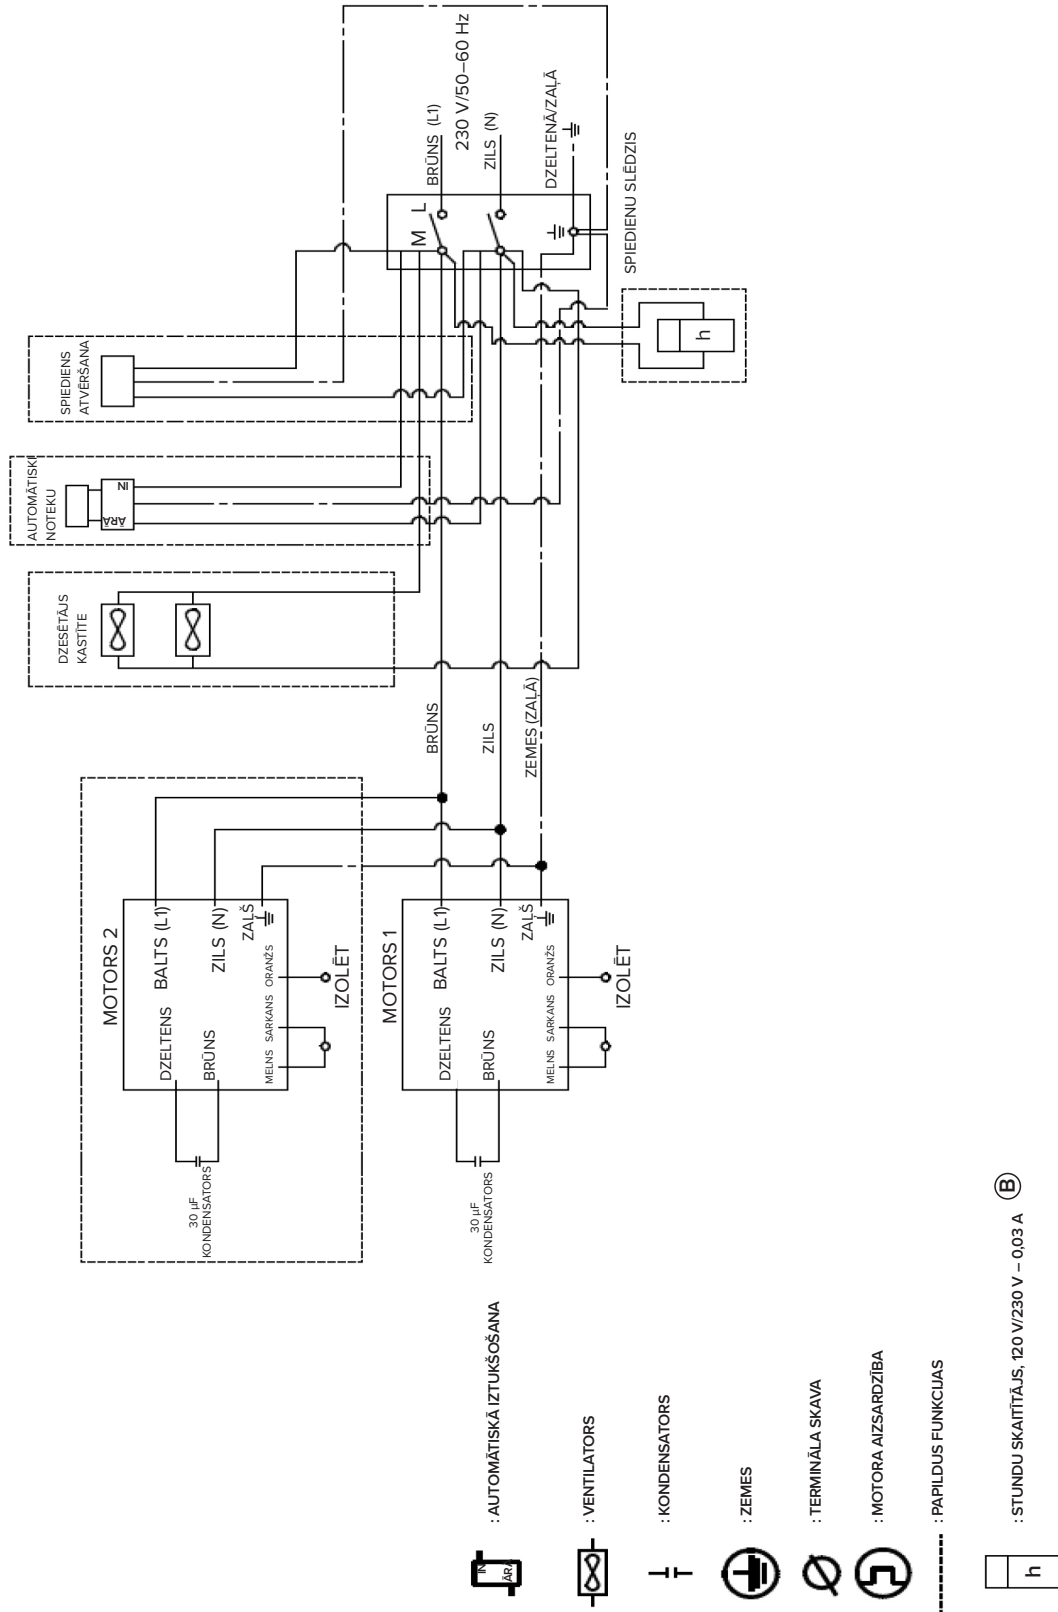 MOTORS 2
BALTS (L1)
ZILS (N)
ZAĻŠ
DZELTENS
BRŪNS
MELNS
SARKANS
ORANŽS
IZOLĒT
30 µF
KONDENSATORS
MOTORS 1
BALTS (L1)
ZILS (N)
ZAĻŠ
DZELTENS
BRŪNS
MELNS
SARKANS
ORANŽS
IZOLĒT
30 µF
KONDENSATORS
BRŪNS
ZILS
ZEMES (ZAĻĀ)
DZESĒTĀJS
KASTĪTE
AUTOMĀTISKI
NOTEKU
IN
ĀRĀ
SPIEDIENS
ATVĒRŠANA
M
L
BRŪNS (L1)
230 V/50–60 Hz
ZILS (N)
DZELTENĀ/ZAĻĀ
SPIEDIENU SLĒDZIS
h
IN
ĀRĀ
: AUTOMĀTISKĀ IZTUKŠOŠANA
: VENTILATORS
: KONDENSATORS
: ZEMES
: TERMINĀLA SKAVA
: MOTORA AIZSARDZĪBA
: PAPILDUS FUNKCIJAS
h
: STUNDU SKAITĪTĀJS, 120 V/230 V – 0,03 A
B